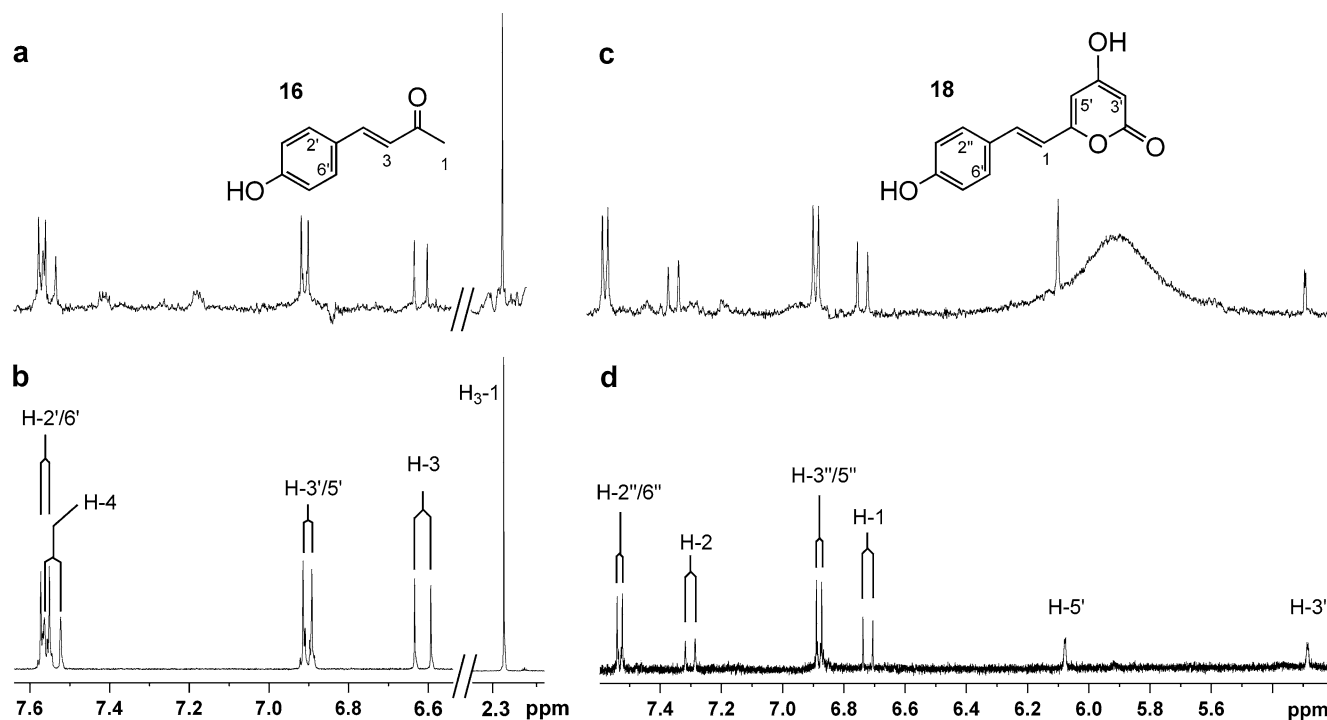 a
16
O
2'
6'
3
1
HO
c
18
OH
5'
3'
2"
6'
1
O
O
HO
b
H-2'/6'
H-4
H-3'/5'
H-3
H3-1
7.6 7.4 7.2 7.0 6.8 6.6 2.3 ppm
d
H-2"/6"
H-2
H-3"/5"
H-1
H-5'
H-3'
7.4 7.2 7.0 6.8 6.6 6.4 6.2 6.0 5.8 5.6 ppm